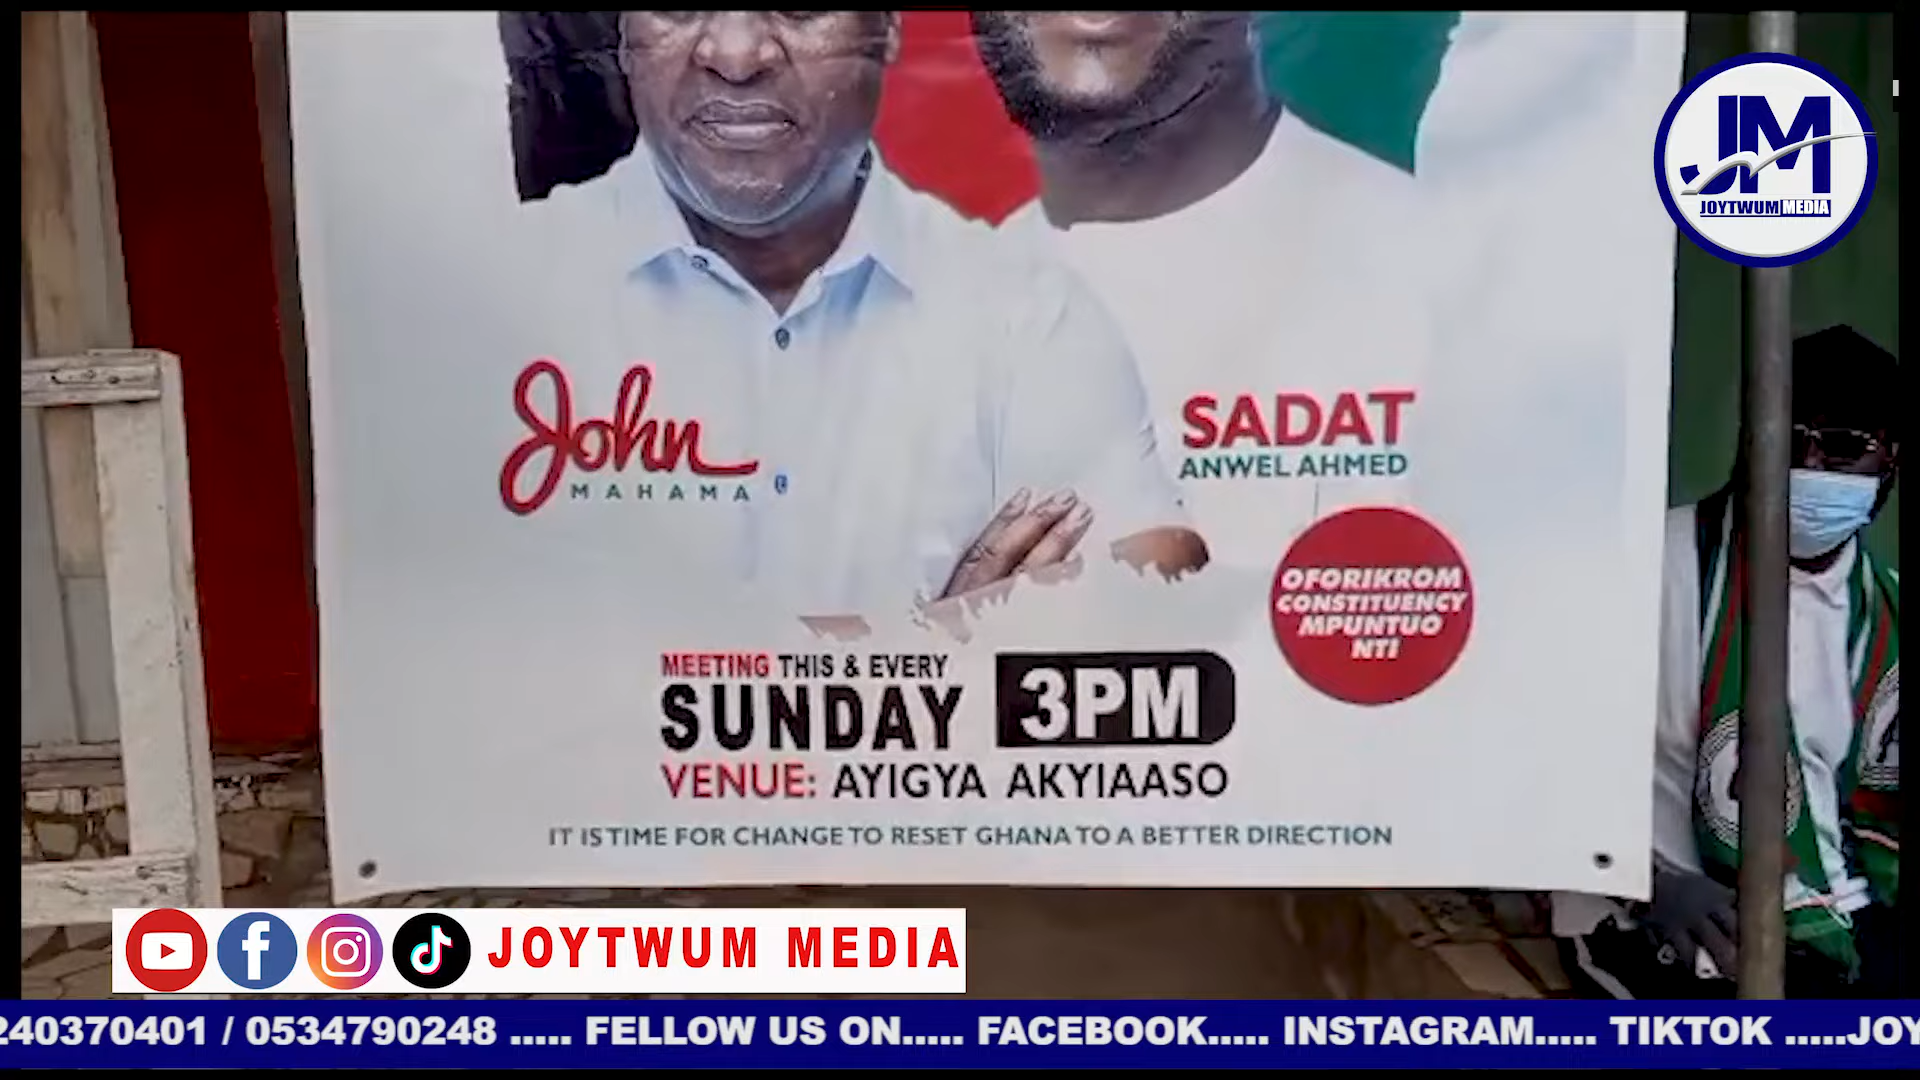 JM
JOYTWUM MEDIA
John
MAHAMA
SADAT
ANWEL AHMED
OFORIKROM
CONSTITUENCY
MPUNTUO
NTI
MEETING THIS & EVERY
SUNDAY 3PM
VENUE: AYIGYA AKYIAASO
IT IS TIME FOR CHANGE TO RESET GHANA TO A BETTER DIRECTION
JOYTWUM MEDIA
240370401 / 0534790248 ..... FELLOW US ON..... FACEBOOK..... INSTAGRAM..... TIKTOK .....JOY